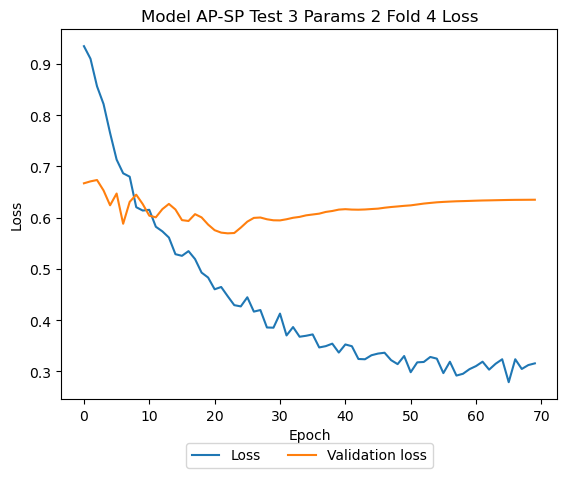 Model AP-SP Test 3 Params 2 Fold 4 Loss
0.9
0.8
0.7
0.6
0.5
0.4
0.3
Loss
0 10 20 30 40 50 60 70
Epoch
Loss Validation loss